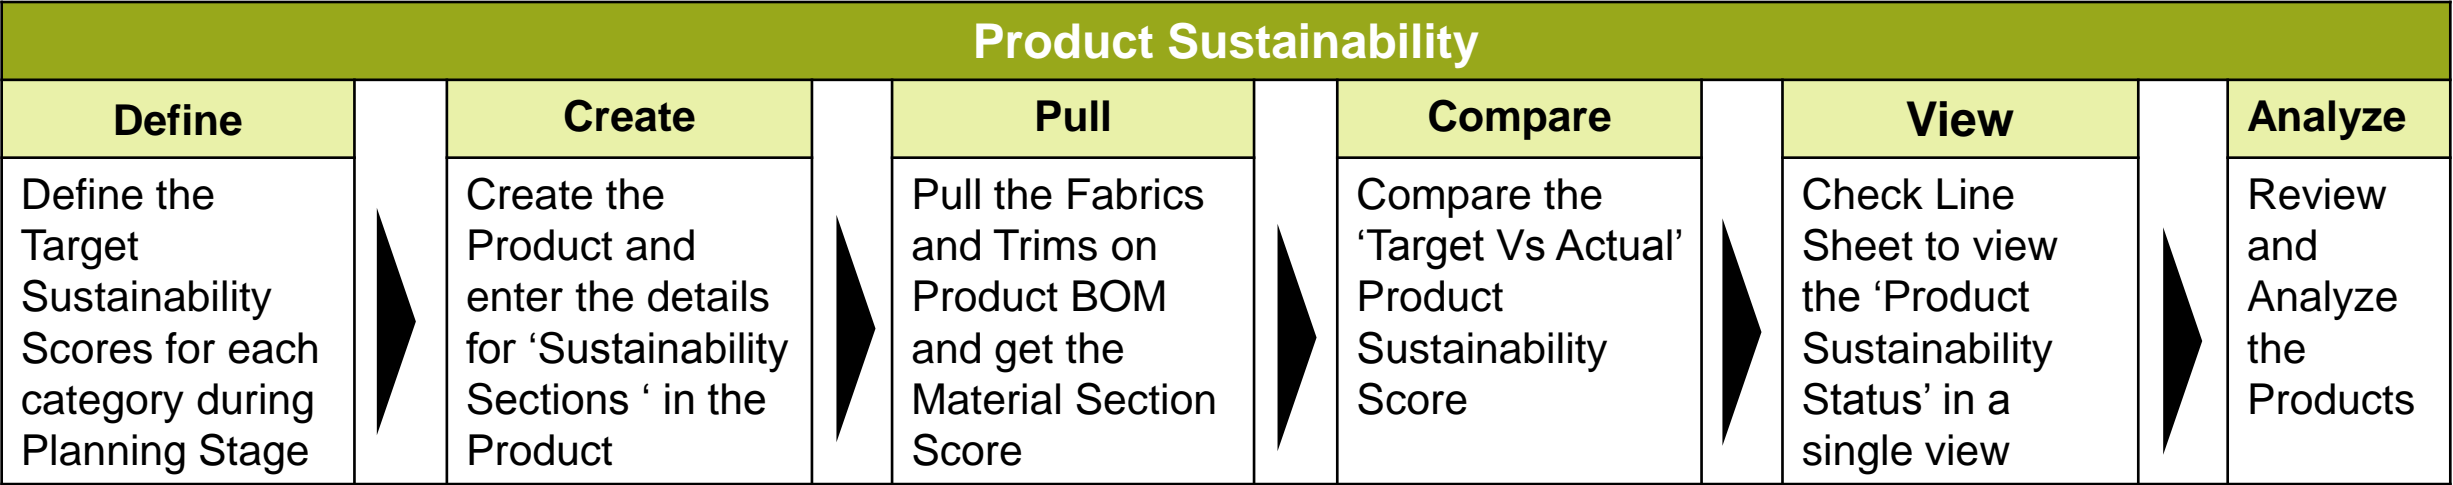 Product Sustainability
Define
Define the
Target
Sustainability
Scores for each
category during
Planning Stage
Create
Create the
Product and
enter the details
for ‘Sustainability
Sections ‘ in the
Product
Pull
Pull the Fabrics
and Trims on
Product BOM
and get the
Material Section
Score
Compare
Compare the
‘Target Vs Actual’
Product
Sustainability
Score
View
Check Line
Sheet to view
the ‘Product
Sustainability
Status’ in a
single view
Analyze
Review
and
Analyze
the
Products